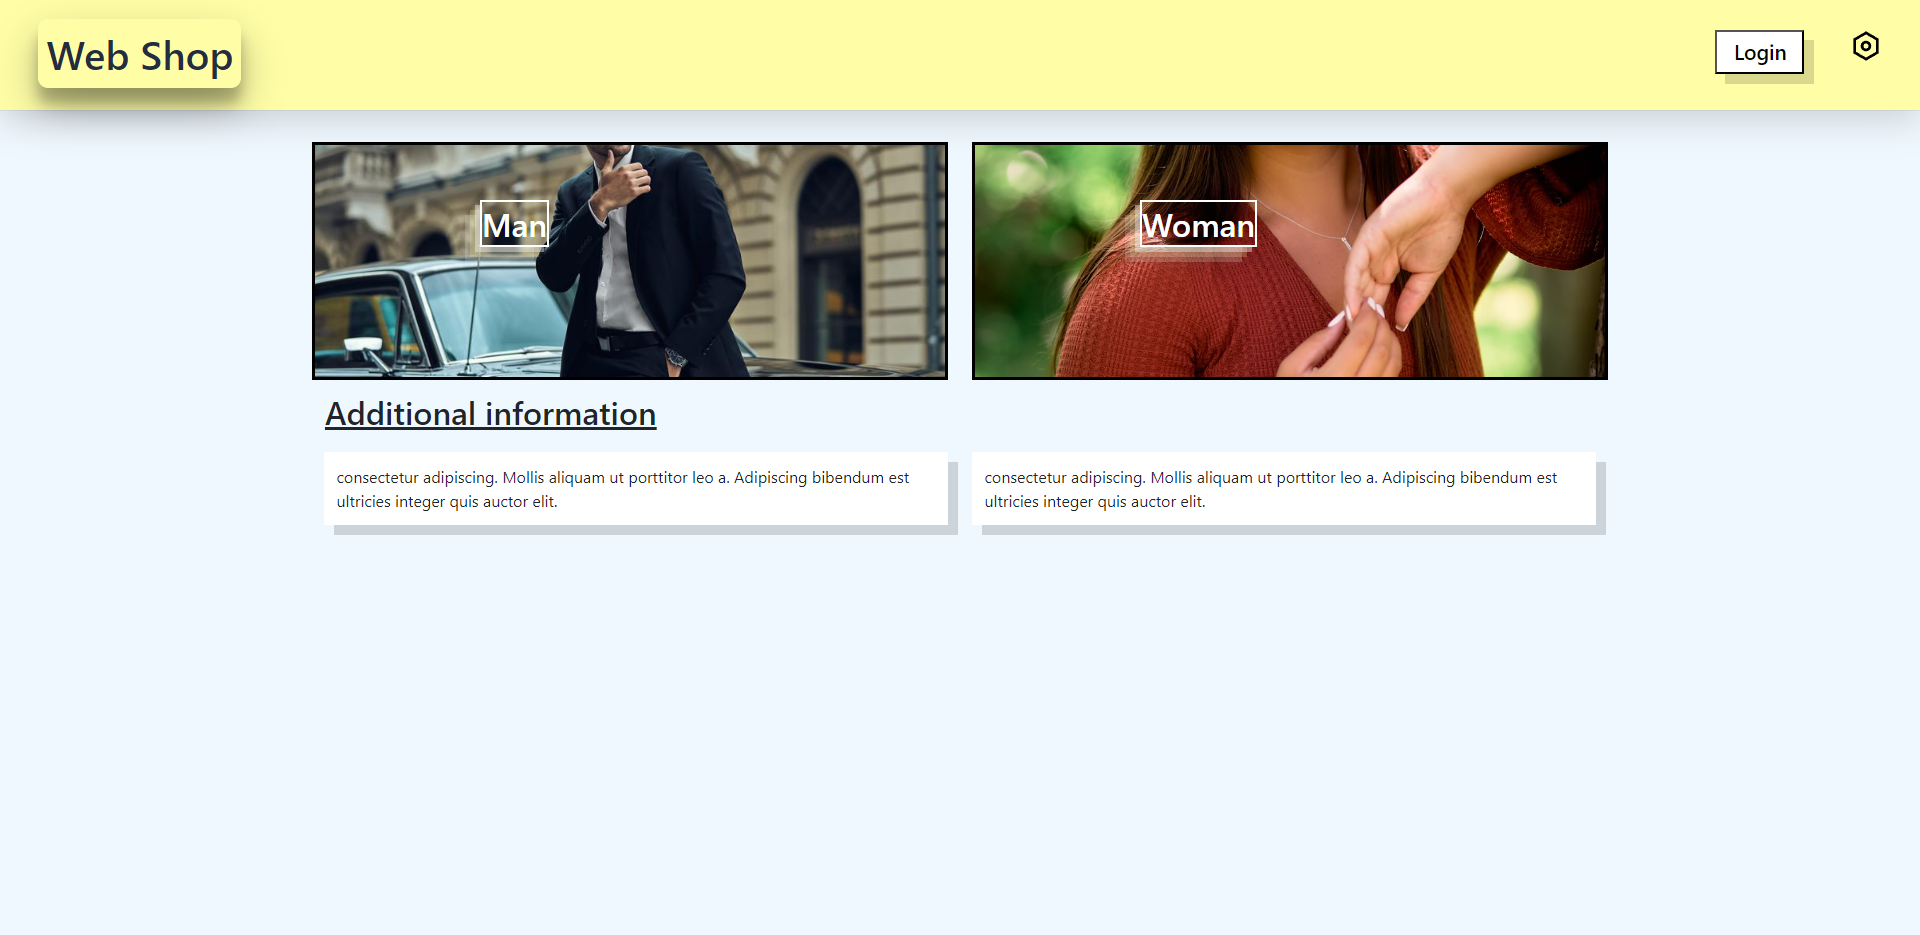 Web Shop
Login
Man
Woman
Additional information
consectetur adipiscing. Mollis aliquam ut porttitor leo a. Adipiscing bibendum est
ultricies integer quis auctor elit.
consectetur adipiscing. Mollis aliquam ut porttitor leo a. Adipiscing bibendum est
ultricies integer quis auctor elit.